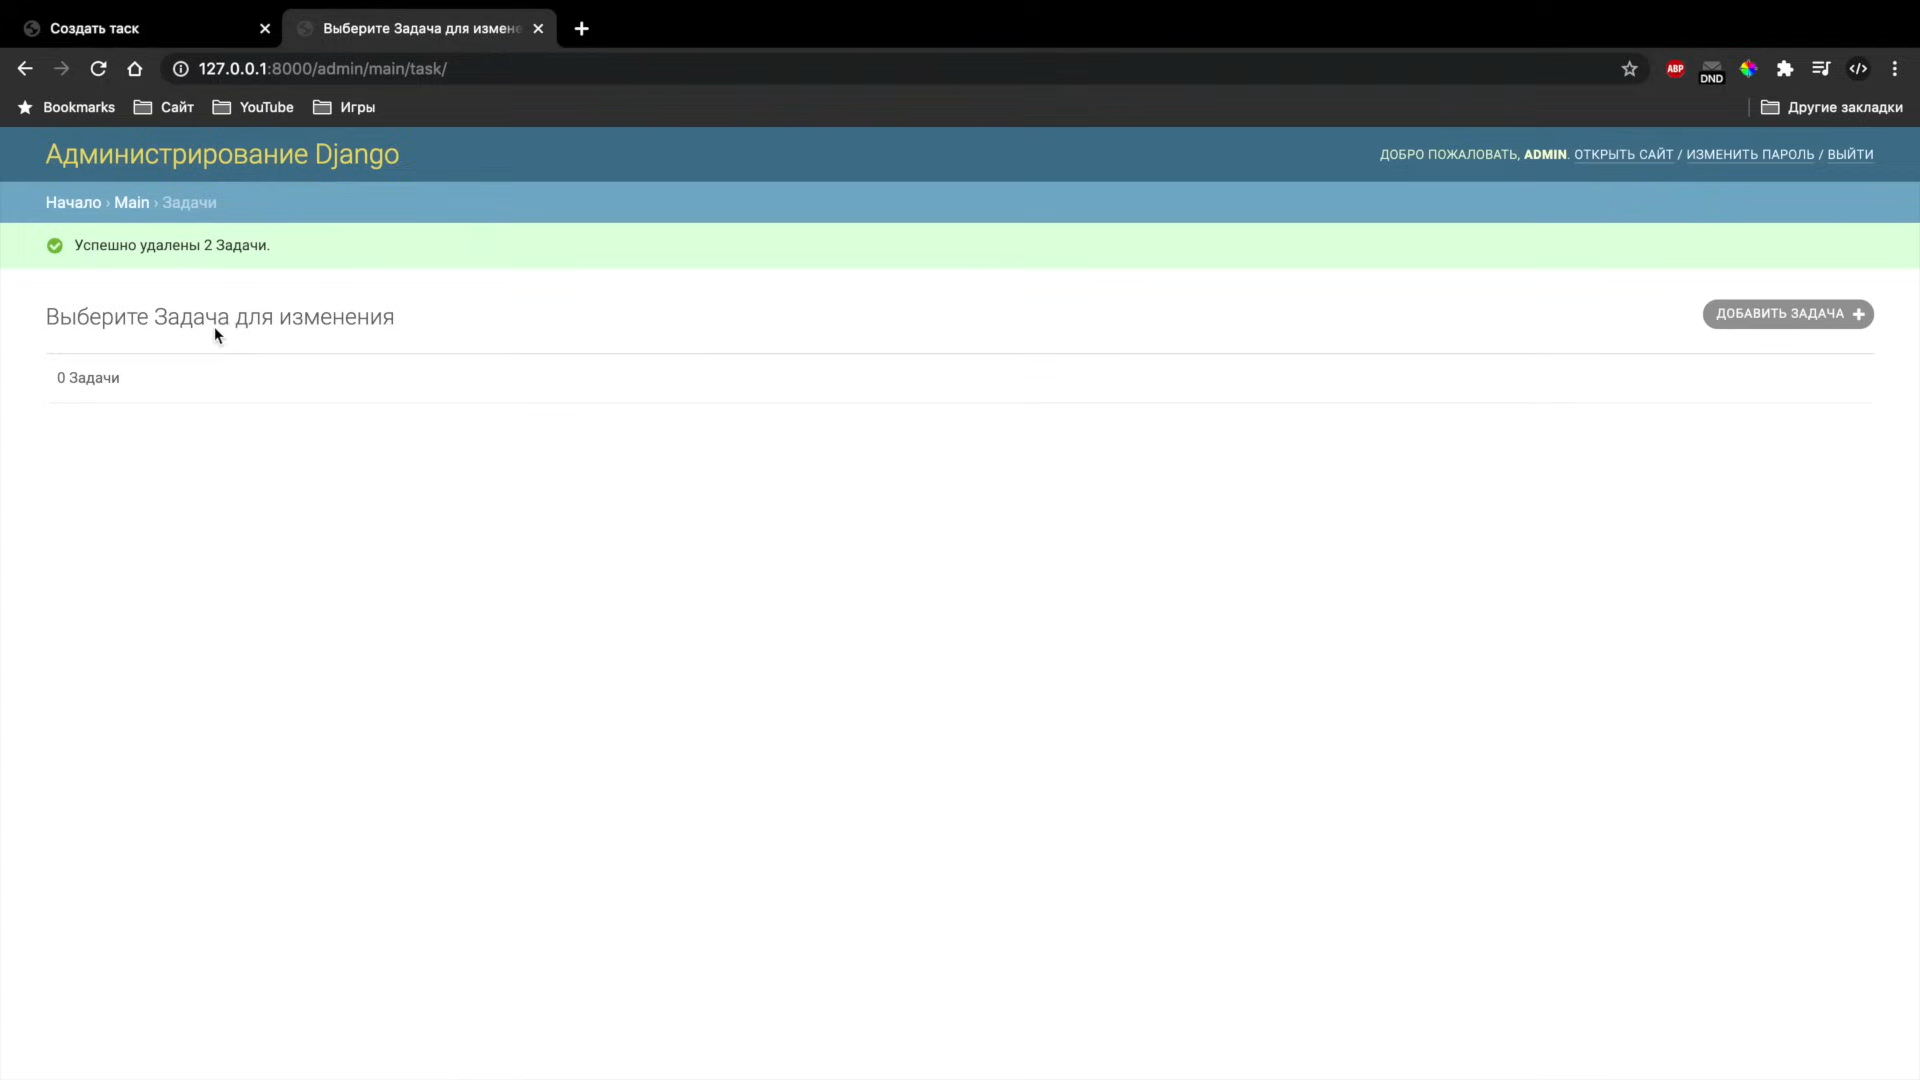 Создать таск
Выберите Задача для измене
127.0.0.1:8000/admin/main/task/
ABP
DND
Bookmarks Сайт YouTube Игры Другие закладки
Администрирование Django
ДОБРО ПОЖАЛОВАТЬ, ADMIN. ОТКРЫТЬ САЙТ / ИЗМЕНИТЬ ПАРОЛЬ / ВЫЙТИ
Начало › Main › Задачи
Успешно удалены 2 Задачи.
Выберите Задача для изменения
ДОБАВИТЬ ЗАДАЧА +
0 Задачи